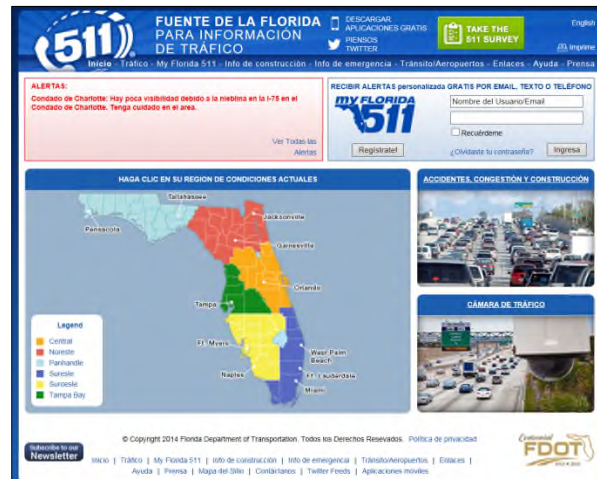 511
FUENTE DE LA FLORIDA
PARA INFORMACIÓN
DE TRÁFICO
DESCARGAR
APLICACIONES GRATIS
PIENSOS
TWITTER
TAKE THE
511 SURVEY
English
Imprime
Inicio - Tráfico - My Florida 511 - Info de construcción - Info de emergencia - Tránsito/Aeropuertos - Enlaces - Ayuda - Prensa
ALERTAS:
Condado de Charlotte: Hay poca visibilidad debido a la nieblina en la I-75 en el
Condado de Charlotte. Tenga cuidado en el area.
Ver Todas las
Alertas
RECIBIR ALERTAS personalizada GRATIS POR EMAIL, TEXTO O TELÉFONO
my FLORIDA
511
Nombre del Usuario/Email
Recuérdeme
Regístrate!
¿Olvidaste tu contraseña?
Ingresa
HAGA CLIC EN SU REGION DE CONDICIONES ACTUALES
Tallahassee
Jacksonville
Pensacola
Gainesville
Orlando
Tampa
Ft. Myers
West Palm
Beach
Naples
Ft. Lauderdale
Miami
Legend
Central
Noreste
Panhandle
Sureste
Suroeste
Tampa Bay
ACCIDENTES, CONGESTIÓN Y CONSTRUCCIÓN
CÁMARA DE TRÁFICO
Subscribe to our
Newsletter
© Copyright 2014 Florida Department of Transportation. Todos los Derechos Resevados. Política de privacidad
Inicio | Tráfico | My Florida 511 | Info de construcción | Info de emergencia | Tránsito/Aeropuertos | Enlaces |
Ayuda | Prensa | Mapa del Sitio | Contáctanos | Twitter Feeds | Aplicaciones móviles
Centennial
FDOT